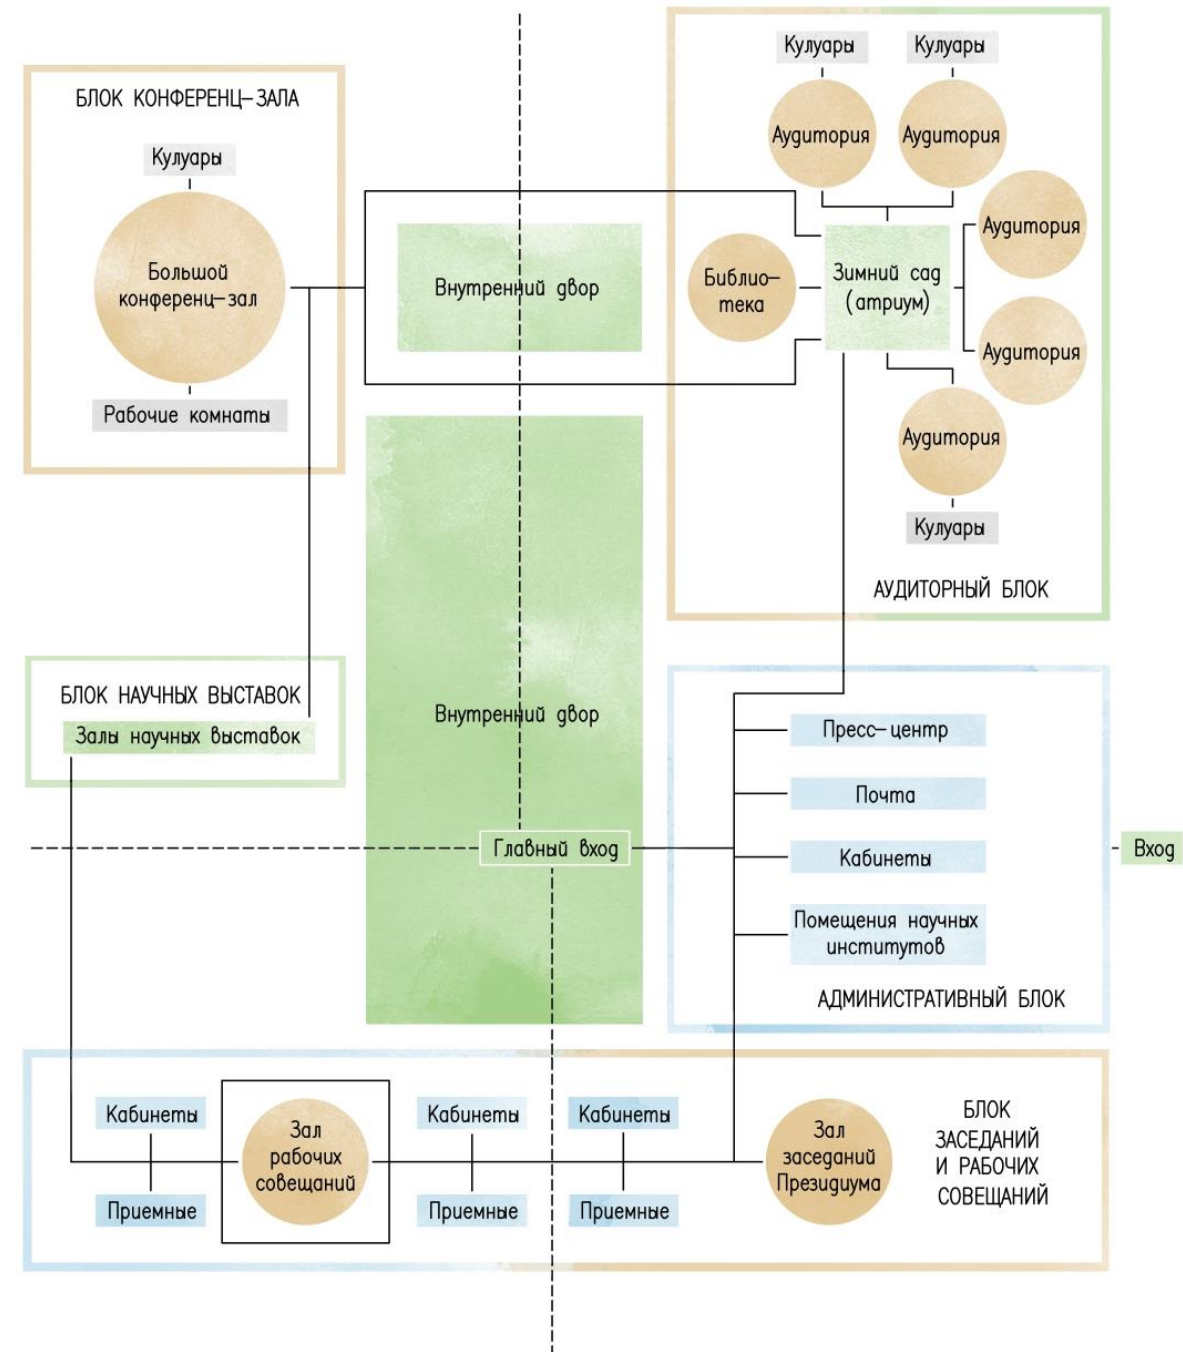 БЛОК КОНФЕРЕНЦ-ЗАЛА
Кулуары
Большой
конференц-зал
Рабочие комнаты
Внутренний двор
Кулуары
Кулуары
Аудитория
Аудитория
Аудитория
Библио-
тека
Зимний сад
(атриум)
Аудитория
Аудитория
Кулуары
АУДИТОРНЫЙ БЛОК
БЛОК НАУЧНЫХ ВЫСТАВОК
Залы научных выставок
Внутренний двор
Главный вход
Пресс-центр
Почта
Кабинеты
Помещения научных
институтов
АДМИНИСТРАТИВНЫЙ БЛОК
Вход
Кабинеты
Приемные
Зал
рабочих
совещаний
Кабинеты
Приемные
Кабинеты
Приемные
Зал
заседаний
Президиума
БЛОК
ЗАСЕДАНИЙ
И РАБОЧИХ
СОВЕЩАНИЙ